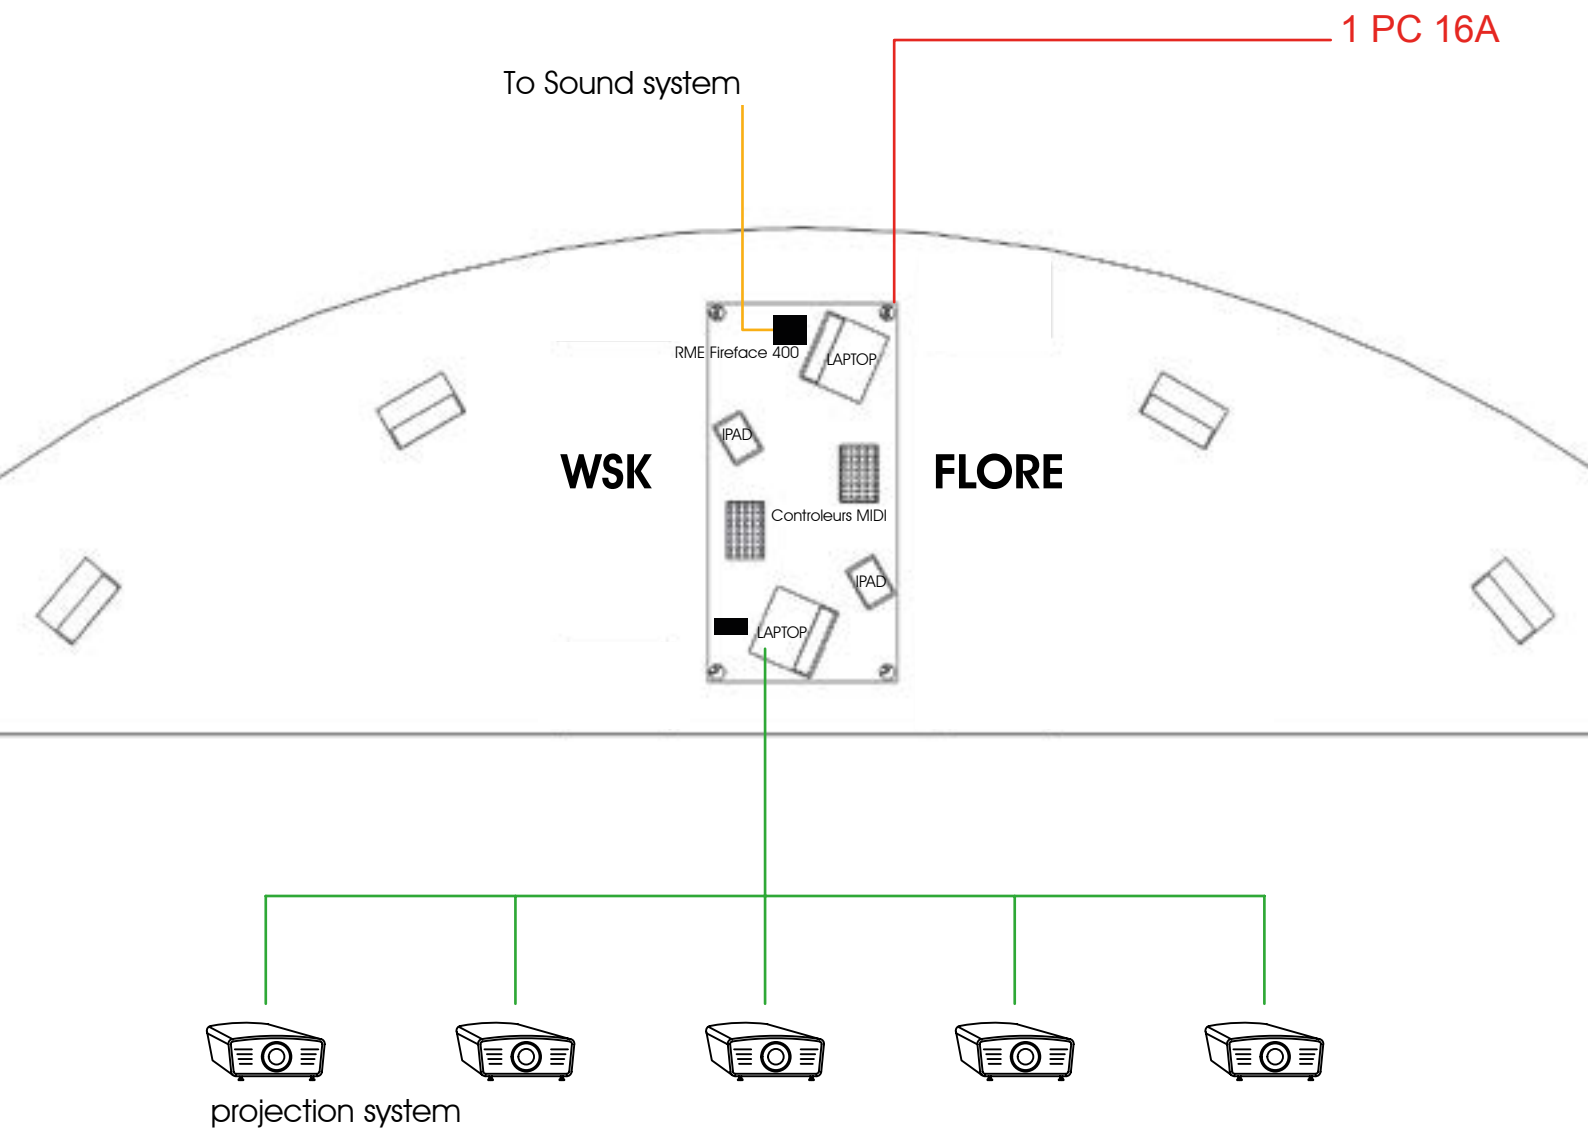 1 PC 16A
To Sound system
RME Fireface 400
LAPTOP
IPAD
WSK
FLORE
Controleurs MIDI
IPAD
LAPTOP
projection system